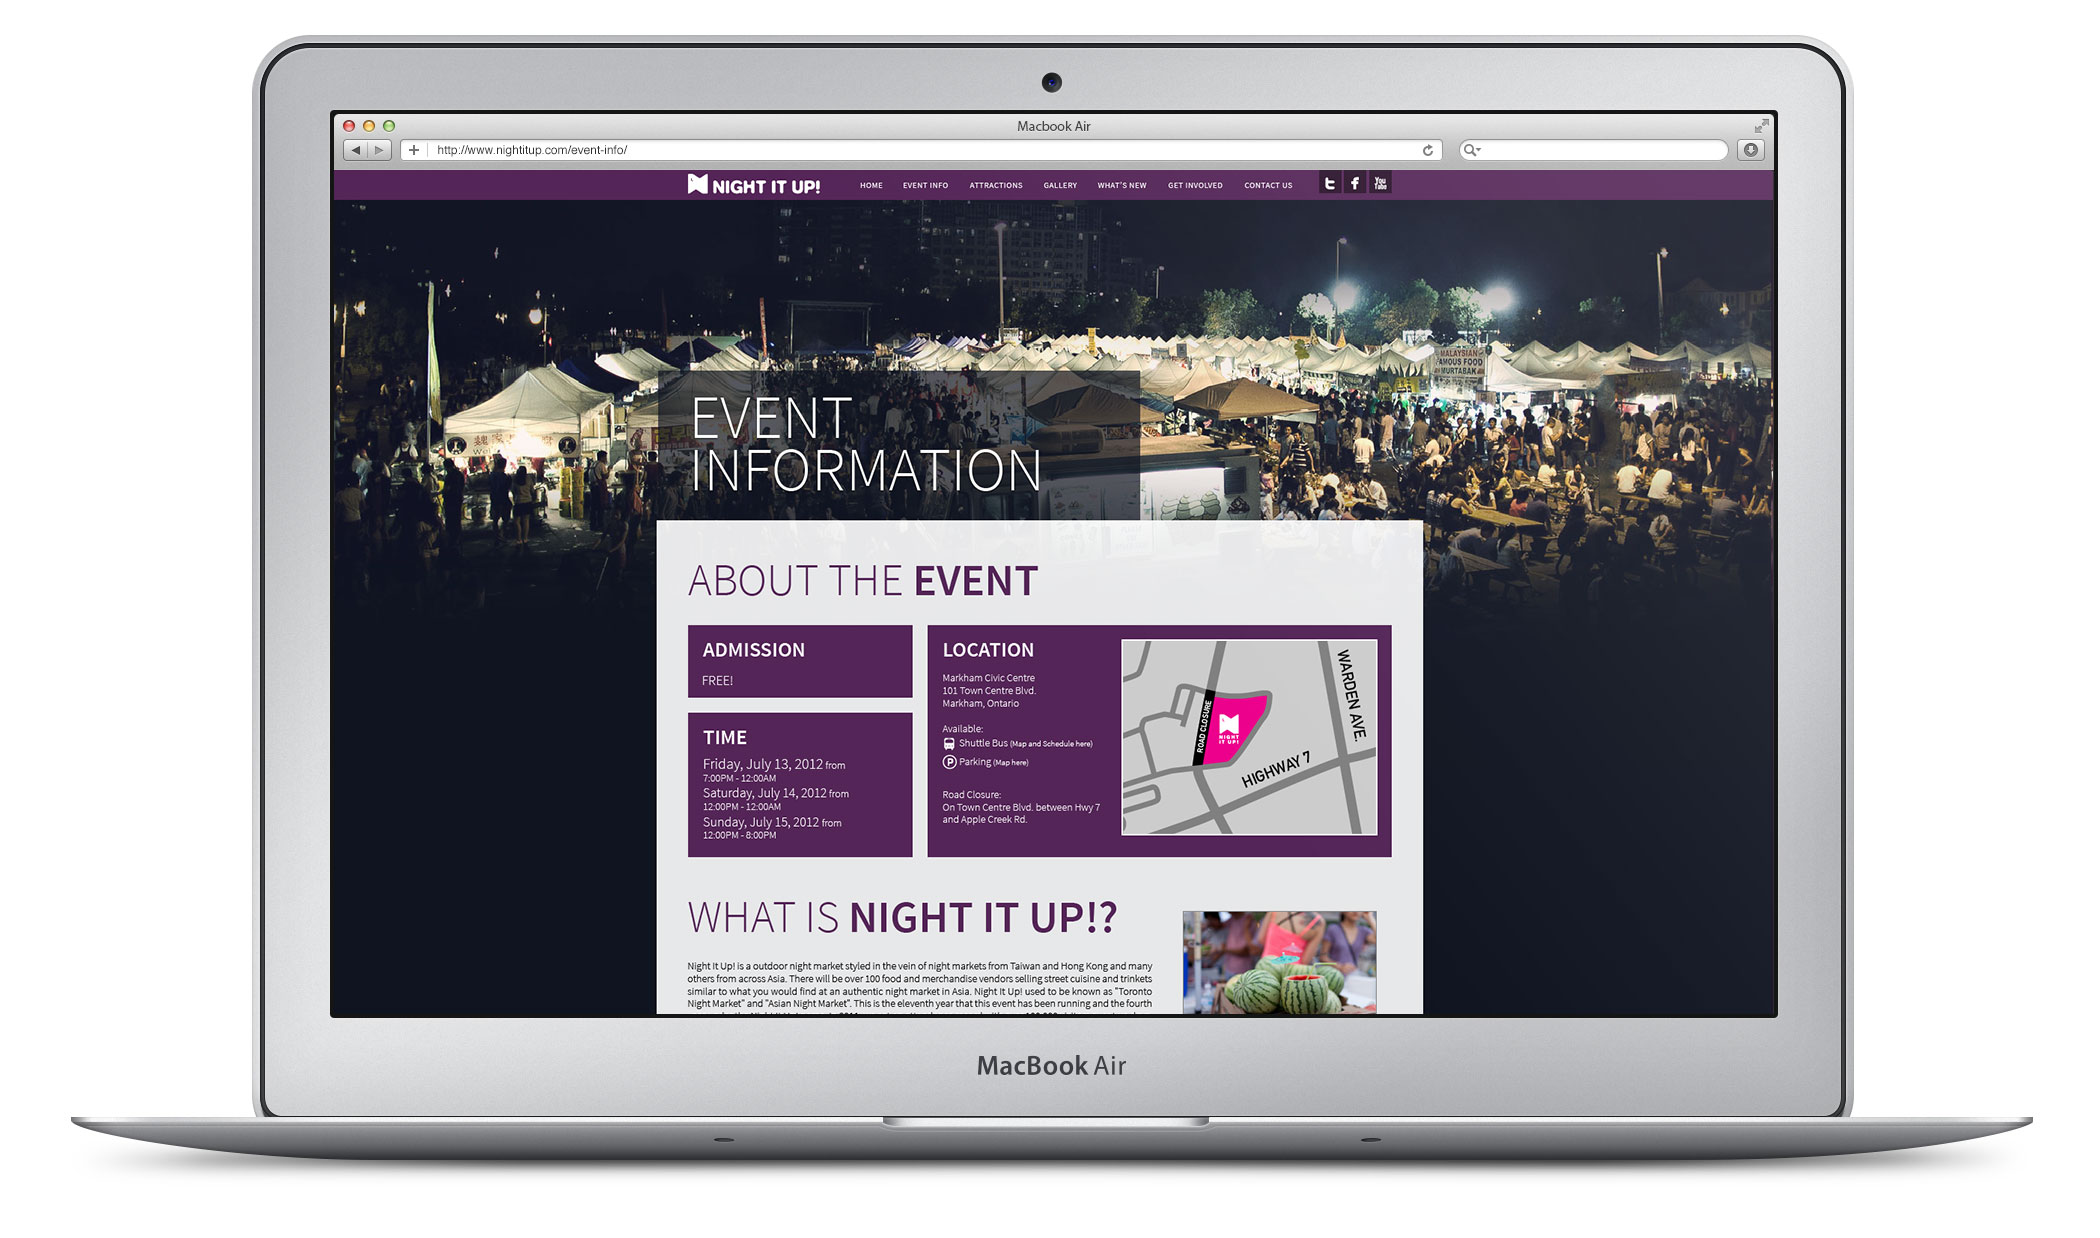 Macbook Air
http://www.nightitup.com/event-info/
NIGHT IT UP!
HOME EVENT INFO ATTRACTIONS GALLERY WHAT'S NEW GET INVOLVED CONTACT US
You Tube
MALAYSIAN
FAMOUS FOOD
MURTABAK
EVENT
INFORMATION
ABOUT THE EVENT
ADMISSION
FREE!
TIME
Friday, July 13, 2012 from
7:00PM - 12:00AM
Saturday, July 14, 2012 from
12:00PM - 12:00AM
Sunday, July 15, 2012 from
12:00PM - 8:00PM
LOCATION
Markham Civic Centre
101 Town Centre Blvd.
Markham, Ontario
Available:
Shuttle Bus (Map and Schedule here)
P Parking (Map here)
Road Closure:
On Town Centre Blvd. between Hwy 7
and Apple Creek Rd.
WARDEN AVE.
ROAD CLOSURE
NIGHT
IT UP!
HIGHWAY 7
WHAT IS NIGHT IT UP!?
Night It Up! is a outdoor night market styled in the vein of night markets from Taiwan and Hong Kong and many
others from across Asia. There will be over 100 food and merchandise vendors selling street cuisine and trinkets
similar to what you would find at an authentic night market in Asia. Night It Up! used to be known as "Toronto
Night Market" and "Asian Night Market". This is the eleventh year that this event has been running and the fourth
MacBook Air